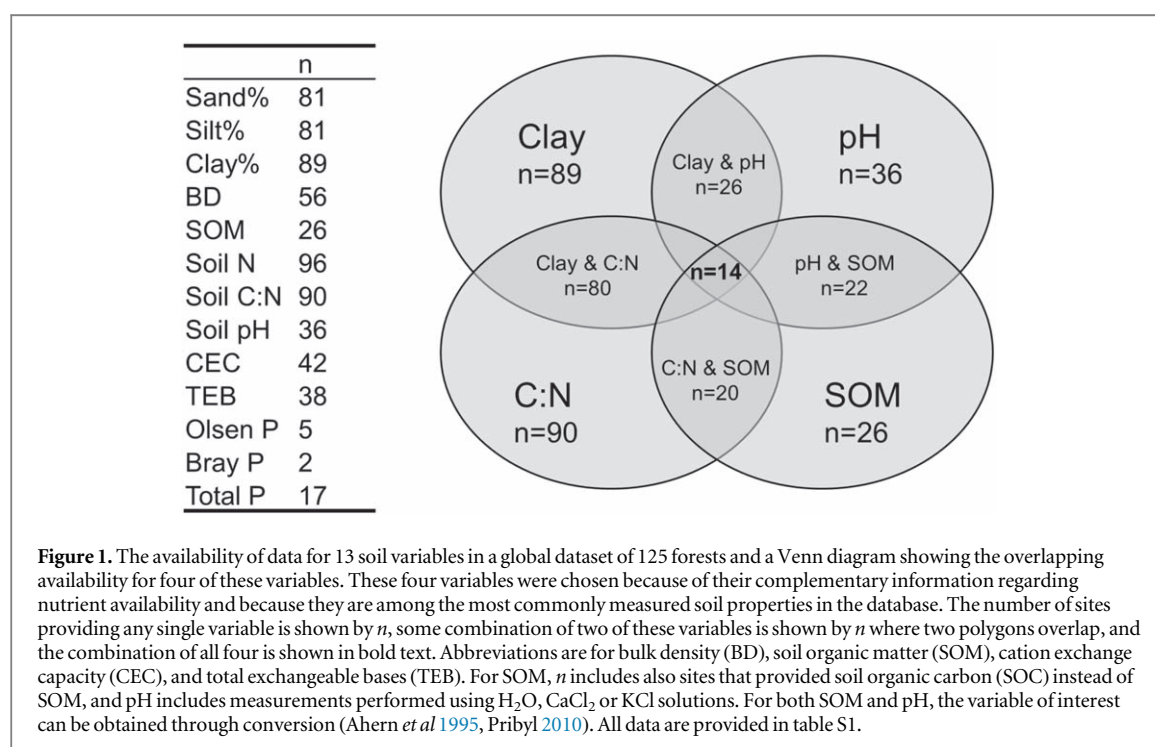 n
Sand% 81
Silt% 81
Clay% 89
BD 56
SOM 26
Soil N 96
Soil C:N 90
Soil pH 36
CEC 42
TEB 38
Olsen P 5
Bray P 2
Total P 17
Clay
n=89
pH
n=36
Clay & pH
n=26
Clay & C:N
n=80
n=14
pH & SOM
n=22
C:N & SOM
n=20
C:N
n=90
SOM
n=26
Figure 1. The availability of data for 13 soil variables in a global dataset of 125 forests and a Venn diagram showing the overlapping
availability for four of these variables. These four variables were chosen because of their complementary information regarding
nutrient availability and because they are among the most commonly measured soil properties in the database. The number of sites
providing any single variable is shown by n, some combination of two of these variables is shown by n where two polygons overlap, and
the combination of all four is shown in bold text. Abbreviations are for bulk density (BD), soil organic matter (SOM), cation exchange
capacity (CEC), and total exchangeable bases (TEB). For SOM, n includes also sites that provided soil organic carbon (SOC) instead of
SOM, and pH includes measurements performed using H₂O, CaCl₂ or KCl solutions. For both SOM and pH, the variable of interest
can be obtained through conversion (Ahern et al 1995, Pribyl 2010). All data are provided in table S1.